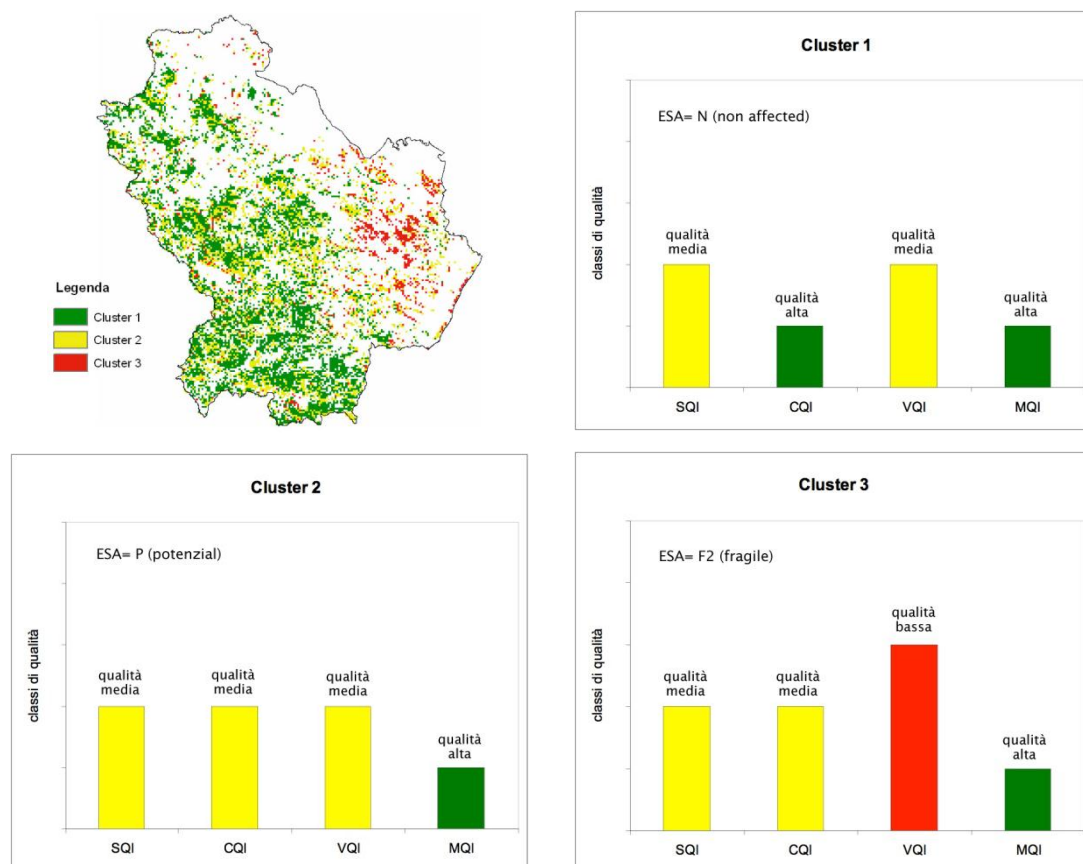 Legenda
Cluster 1
Cluster 2
Cluster 3
Cluster 1
ESA= N (non affected)
classi di qualità
qualità
media
qualità
alta
qualità
media
qualità
alta
SQI
CQI
VQI
MQI
Cluster 2
ESA= P (potenzial)
classi di qualità
qualità
media
qualità
media
qualità
media
qualità
alta
SQI
CQI
VQI
MQI
Cluster 3
ESA= F2 (fragile)
classi di qualità
qualità
media
qualità
media
qualità
bassa
qualità
alta
SQI
CQI
VQI
MQI